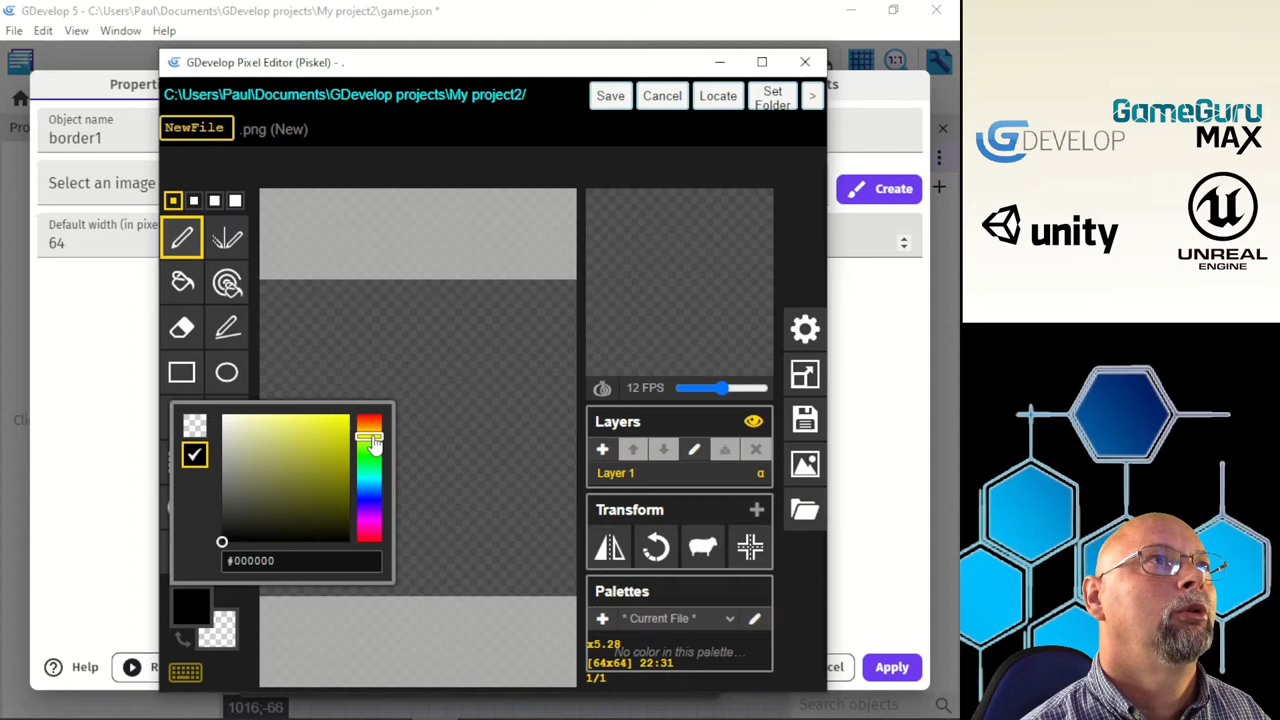 GDevelop 5 - C:\Users\Paul\Documents\GDevelop projects\My project2\game.json *
File Edit View Window Help
GDevelop Pixel Editor (Piskel) - .
C:\Users\Paul\Documents\GDevelop projects\My project2/
Save
Cancel
Locate
Set Folder
>
NewFile
.png (New)
Object name
border1
Select an image
Default width (in pixe
64
Create
12 FPS
Layers
Layer 1
α
Transform
Palettes
* Current File *
No color in this palette…
x5.28
[64x64] 22:31
1/1
#000000
Help
Apply
1016;-66
Search objects
1:1
GDEVELOP
GameGuru
MAX
unity
UNREAL
ENGINE